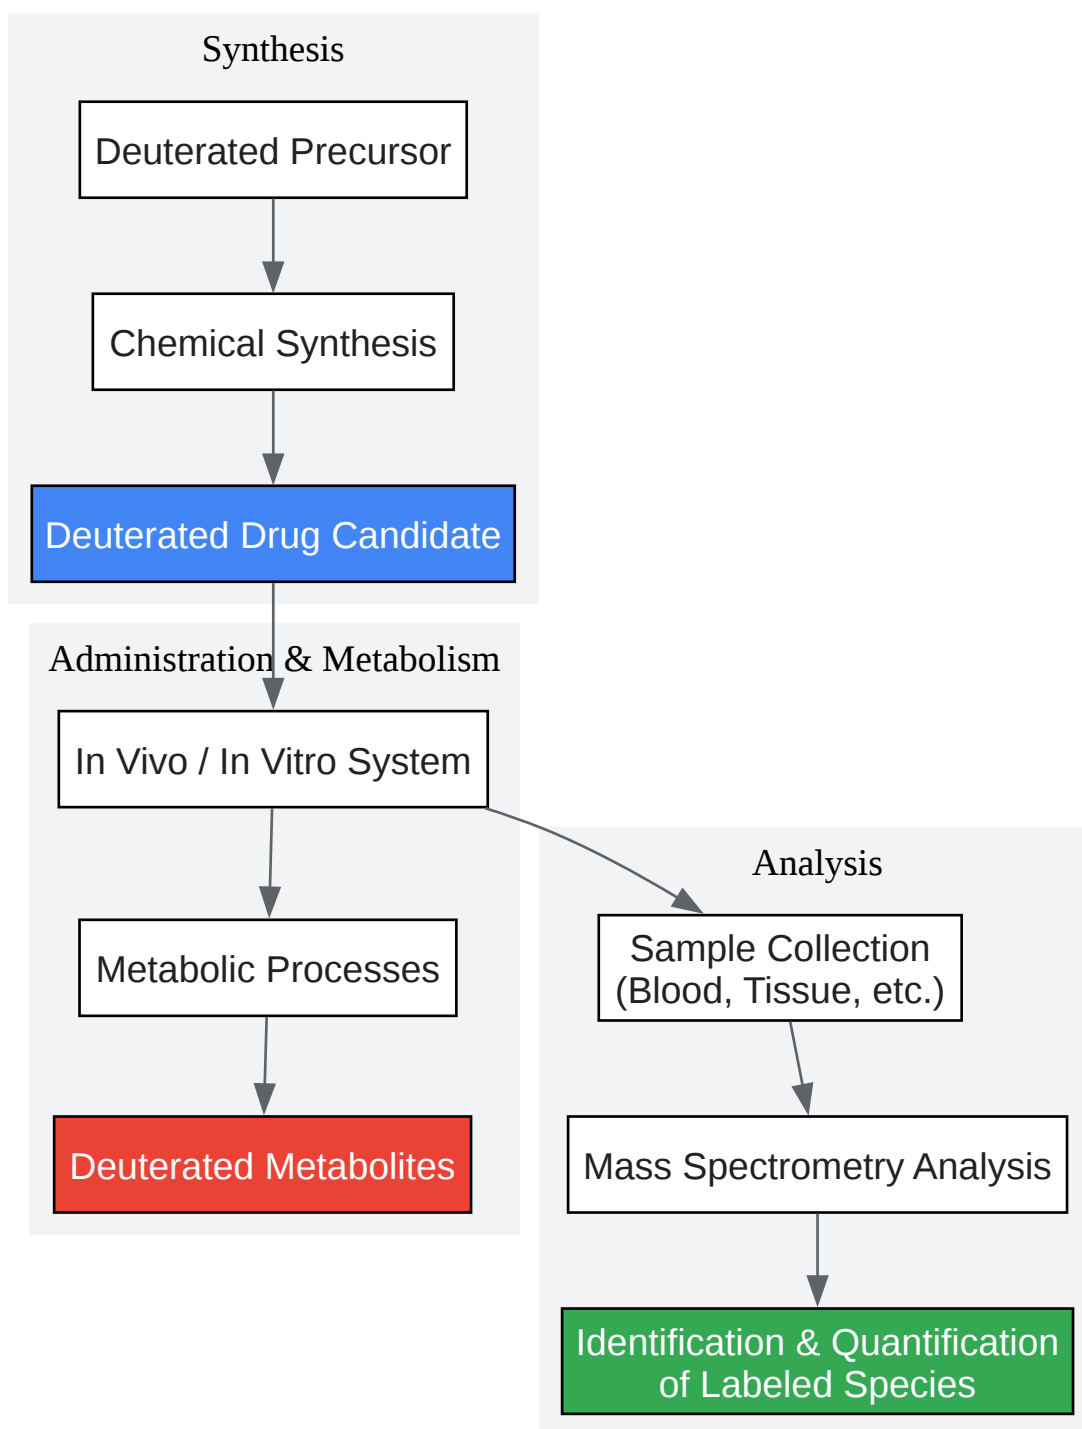 Synthesis
Deuterated Precursor
Chemical Synthesis
Deuterated Drug Candidate
Administration & Metabolism
In Vivo / In Vitro System
Metabolic Processes
Deuterated Metabolites
Analysis
Sample Collection
(Blood, Tissue, etc.)
Mass Spectrometry Analysis
Identification & Quantification
of Labeled Species